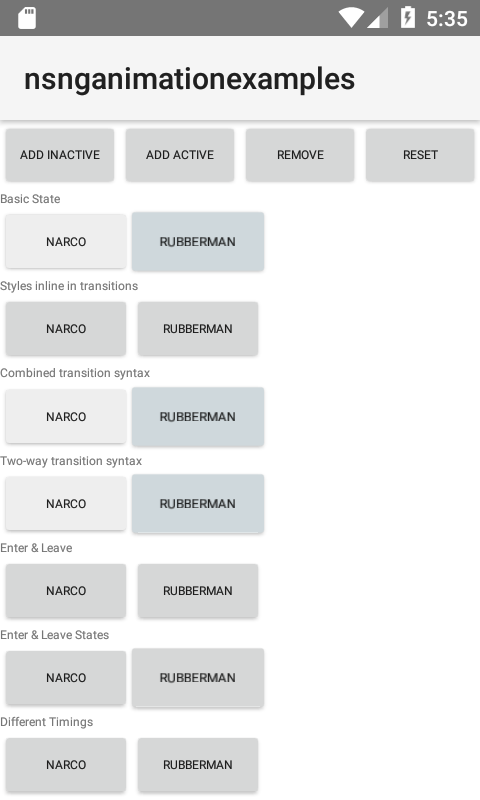 5:35
nsnganimationexamples
ADD INACTIVE ADD ACTIVE REMOVE RESET
Basic State
NARCO RUBBERMAN
Styles inline in transitions
NARCO RUBBERMAN
Combined transition syntax
NARCO RUBBERMAN
Two-way transition syntax
NARCO RUBBERMAN
Enter & Leave
NARCO RUBBERMAN
Enter & Leave States
NARCO RUBBERMAN
Different Timings
NARCO RUBBERMAN